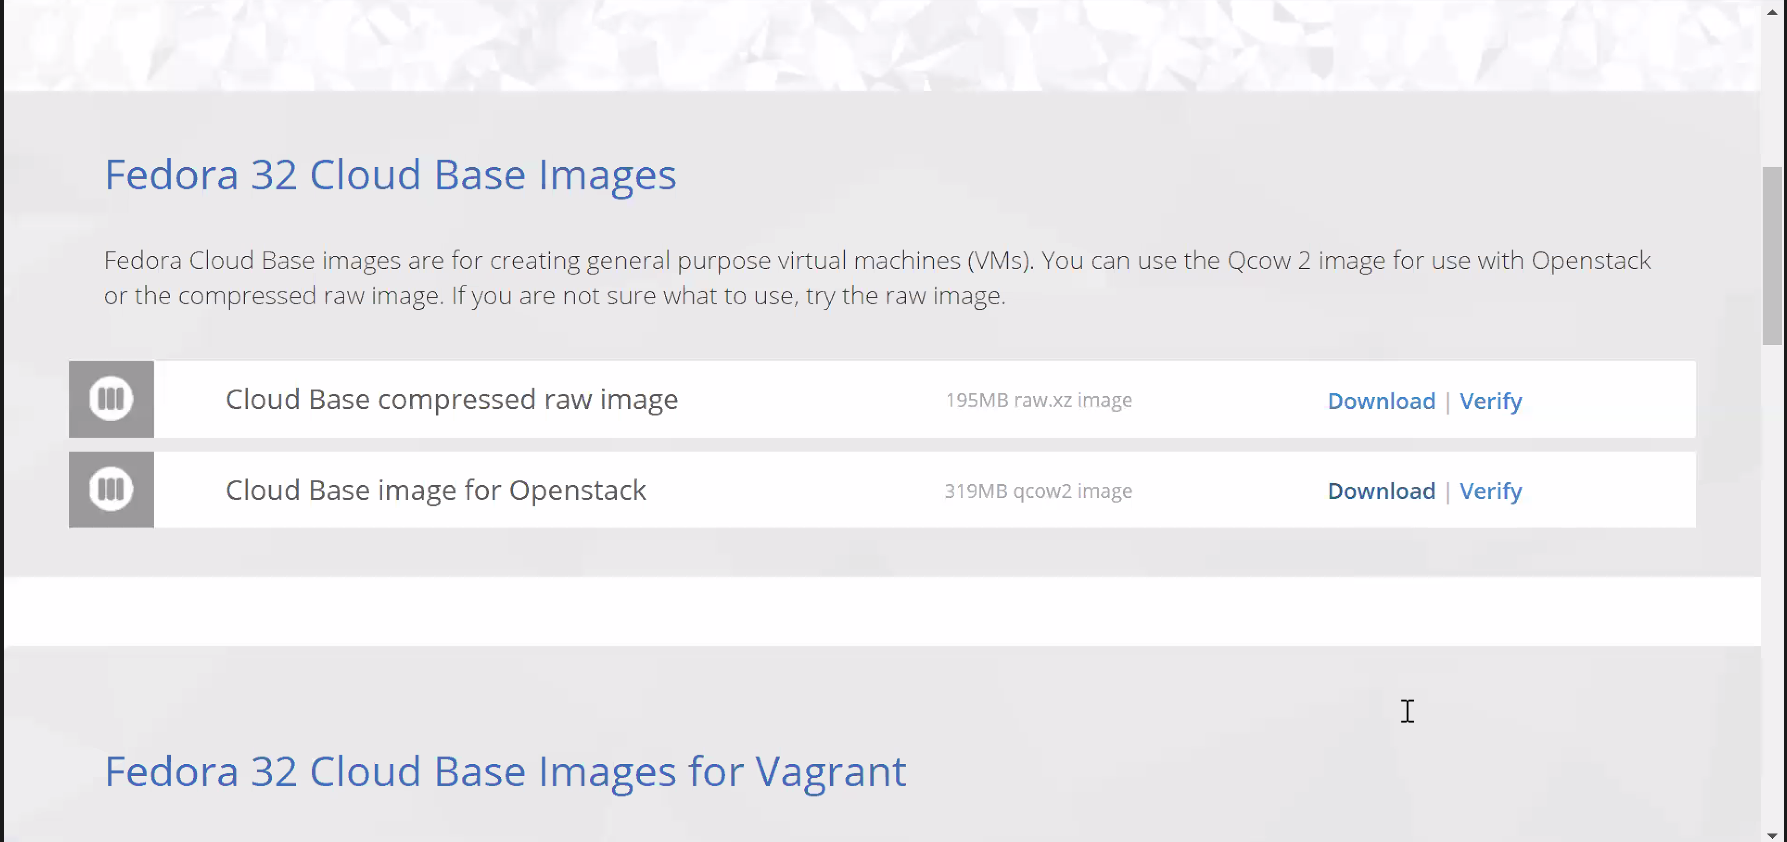 Fedora 32 Cloud Base Images
Fedora Cloud Base images are for creating general purpose virtual machines (VMs). You can use the Qcow 2 image for use with Openstack
or the compressed raw image. If you are not sure what to use, try the raw image.
Cloud Base compressed raw image 195MB raw.xz image Download | Verify
Cloud Base image for Openstack 319MB qcow2 image Download | Verify
Fedora 32 Cloud Base Images for Vagrant